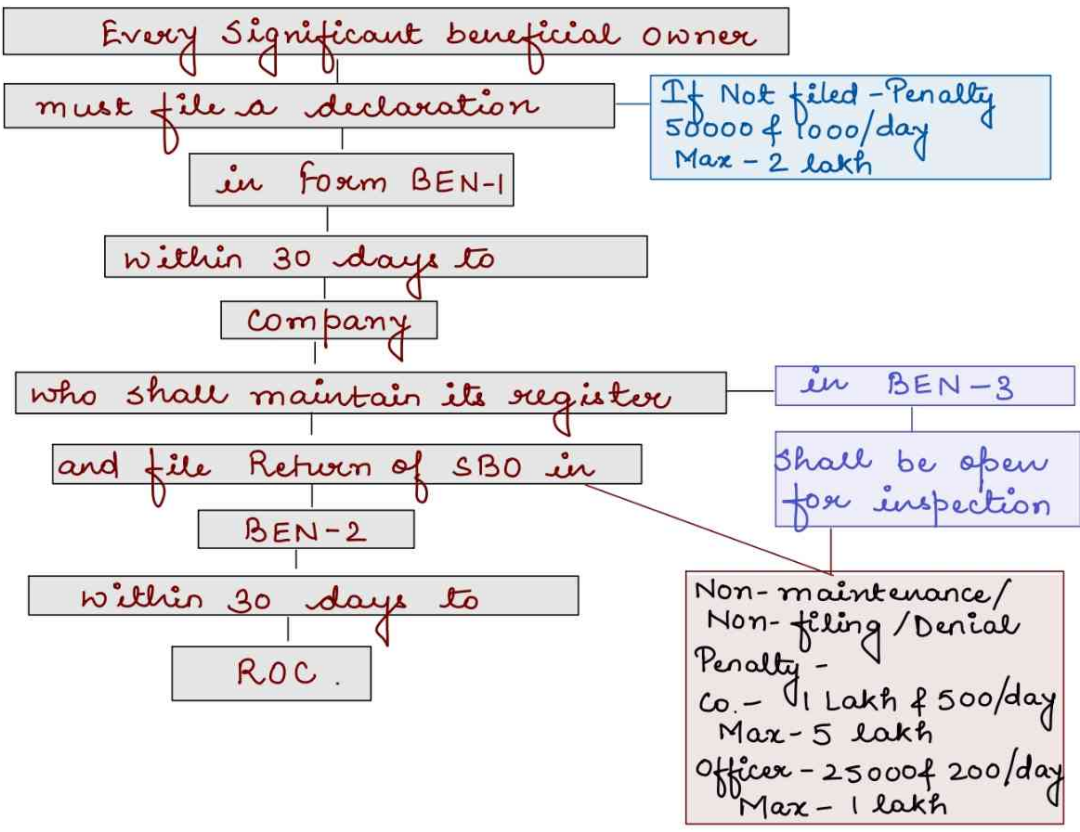 Every Significant beneficial owner
must file a declaration
If Not filed - Penalty
50000 & 1000/day
Max - 2 lakh
in Form BEN-1
within 30 days to
Company
who shall maintain its register
in BEN-3
and file Return of SBO in
shall be open
for inspection
BEN-2
within 30 days to
ROC.
Non-maintenance/
Non-filing/Denial
Penalty -
Co. - 1 Lakh & 500/day
Max - 5 lakh
Officer - 25000 & 200/day
Max - 1 lakh